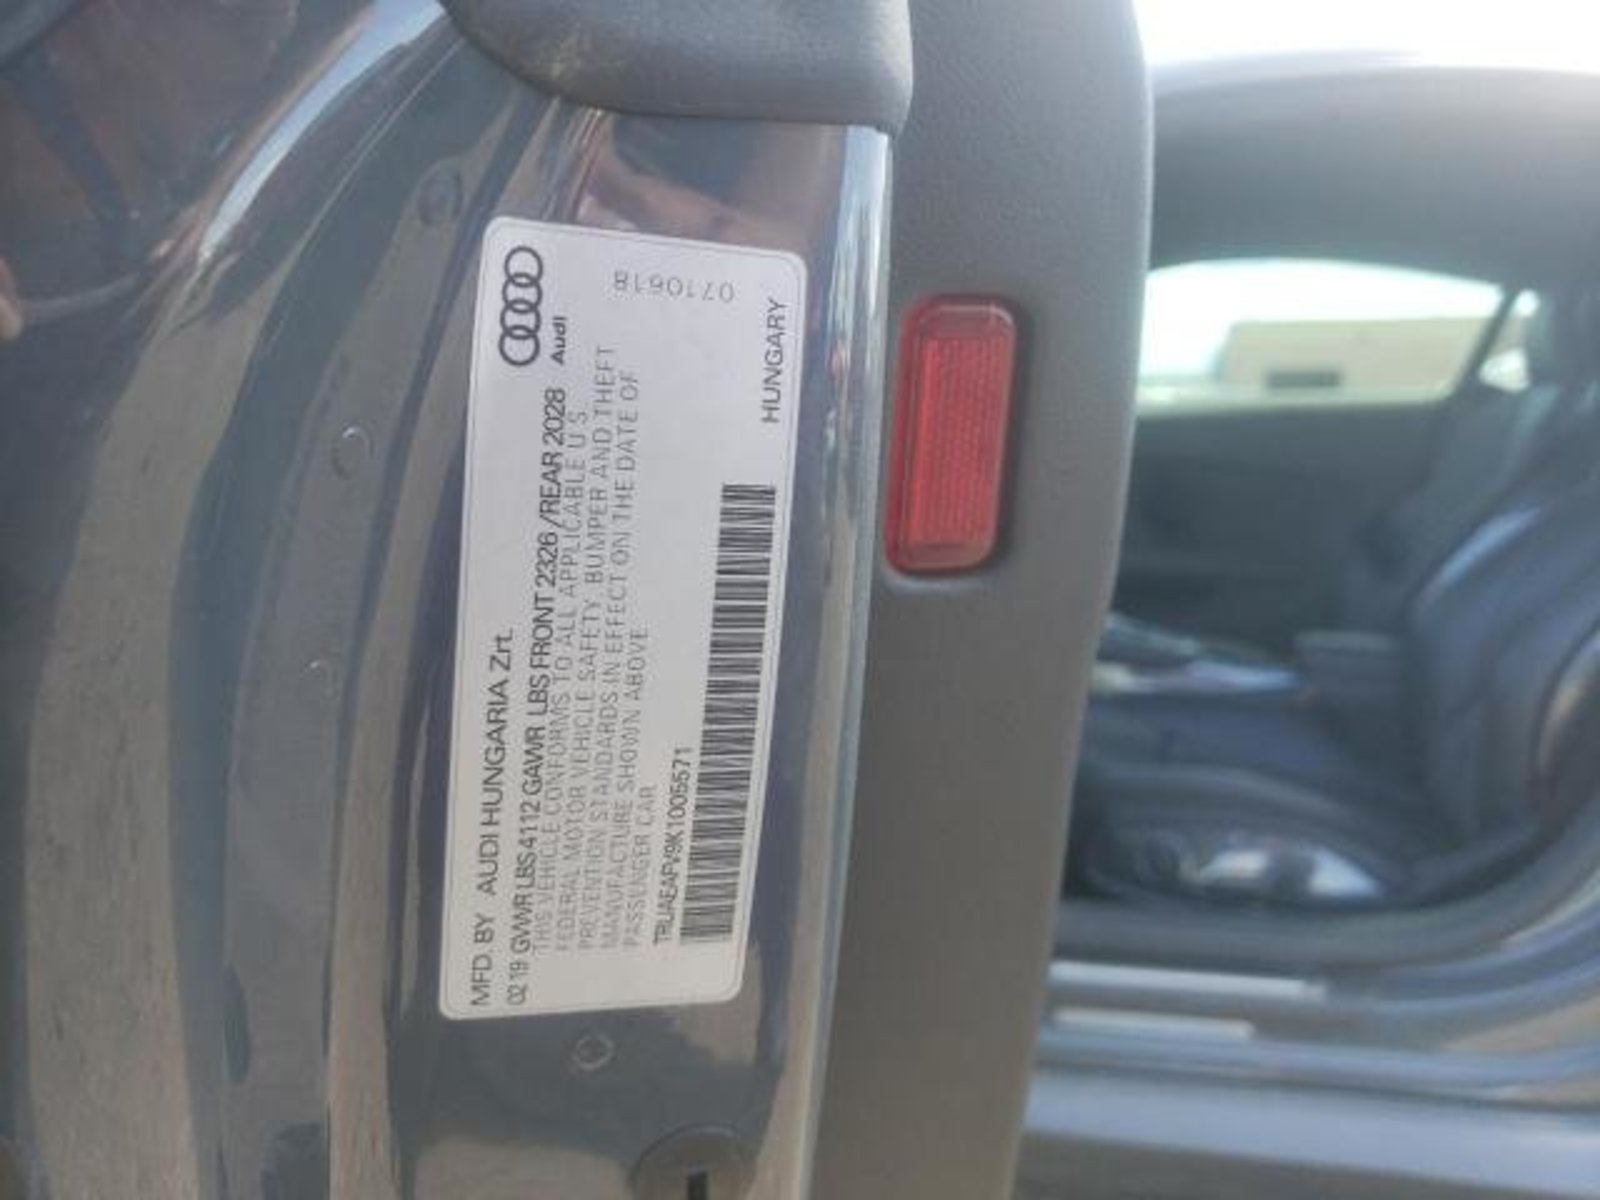 Audi
MFD. BY AUDI HUNGARIA Zrt.
02 19 GVWR LBS 4112 GAWR LBS FRONT 2326 /REAR 2028
THIS VEHICLE CONFORMS TO ALL APPLICABLE U S
FEDERAL MOTOR VEHICLE SAFETY, BUMPER AND THEFT
PREVENTION STANDARDS IN EFFECT ON THE DATE OF
MANUFACTURE SHOWN ABOVE
PASSENGER CAR
TRUAEAFV9K1005571
HUNGARY
0710618